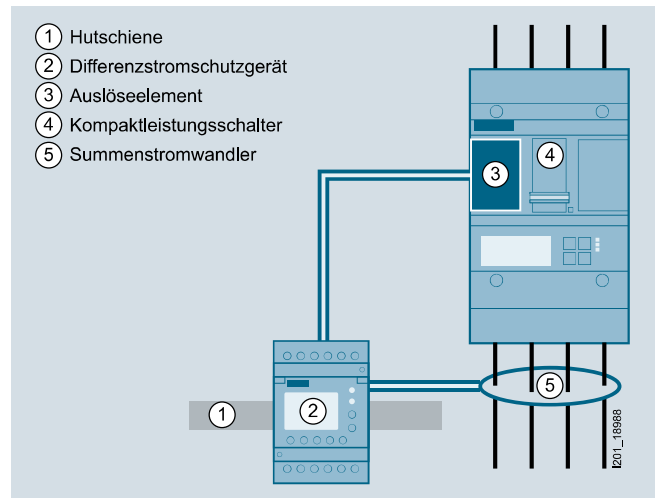 1 Hutschiene
2 Differenzstromschutzgerät
3 Auslöseelement
4 Kompaktleistungsschalter
5 Summenstromwandler
4
3
5
1
2
I201_18988